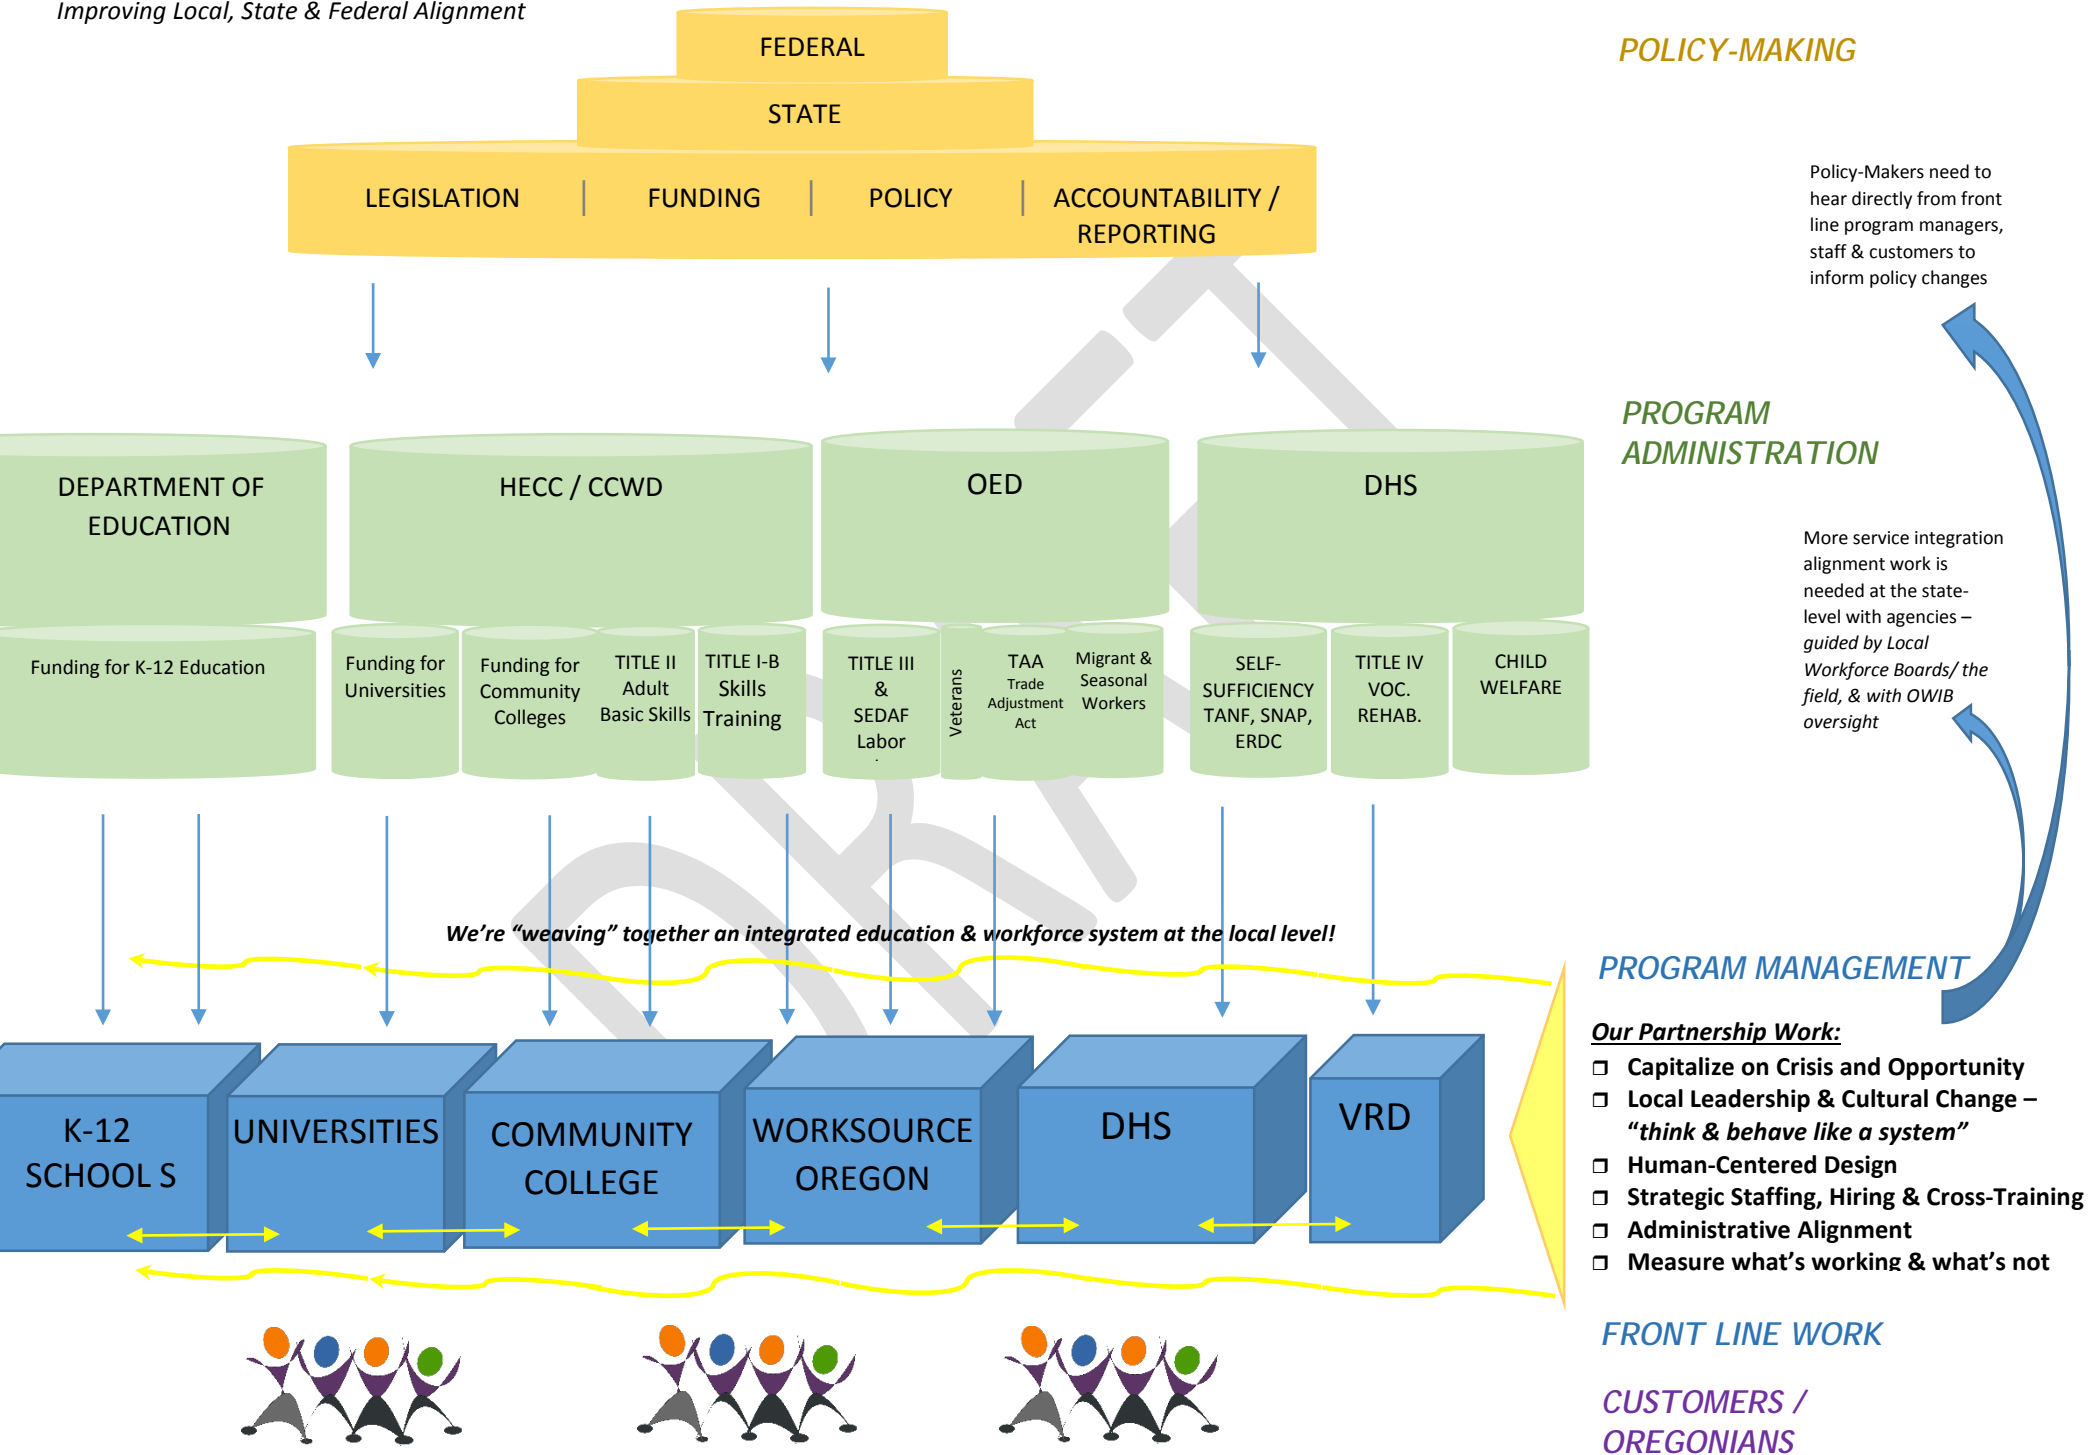 Improving Local, State & Federal Alignment
FEDERAL
STATE
LEGISLATION | FUNDING | POLICY | ACCOUNTABILITY /
REPORTING
POLICY-MAKING
Policy-Makers need to
hear directly from front
line program managers,
staff & customers to
inform policy changes
PROGRAM
ADMINISTRATION
DEPARTMENT OF
EDUCATION
HECC / CCWD
OED
DHS
Funding for K-12 Education
Funding for
Universities
Funding for
Community
Colleges
TITLE II
Adult
Basic Skills
TITLE I-B
Skills
Training
TITLE III
&
SEDAF
Labor
Veterans
TAA
Trade
Adjustment
Act
Migrant &
Seasonal
Workers
SELF-
SUFFICIENCY
TANF, SNAP,
ERDC
TITLE IV
VOC.
REHAB.
CHILD
WELFARE
More service integration
alignment work is
needed at the state-
level with agencies –
guided by Local
Workforce Boards/ the
field, & with OWIB
oversight
DRAFT
We're “weaving” together an integrated education & workforce system at the local level!
PROGRAM MANAGEMENT
K-12
SCHOOL S
UNIVERSITIES
COMMUNITY
COLLEGE
WORKSOURCE
OREGON
DHS
VRD
Our Partnership Work:
❒ Capitalize on Crisis and Opportunity
❒ Local Leadership & Cultural Change –
“think & behave like a system”
❒ Human-Centered Design
❒ Strategic Staffing, Hiring & Cross-Training
❒ Administrative Alignment
❒ Measure what’s working & what’s not
FRONT LINE WORK
CUSTOMERS /
OREGONIANS